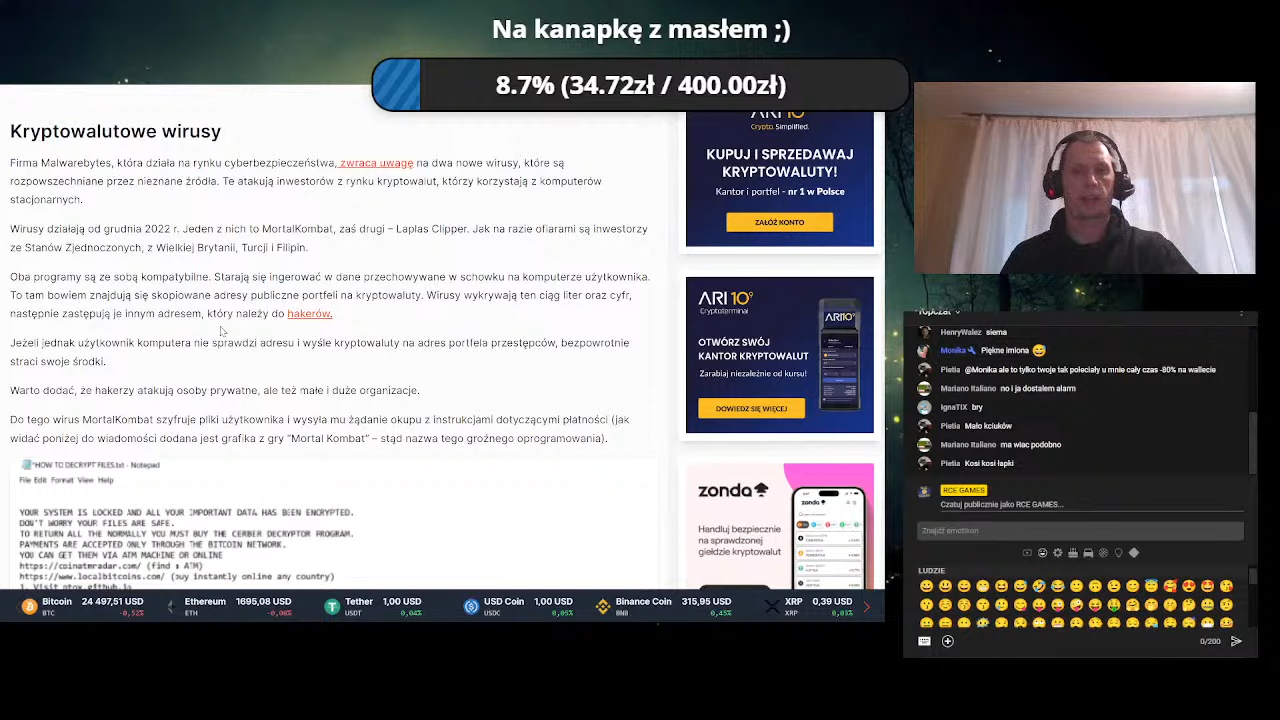 Na kanapkę z masłem ;)
8.7% (34.72zł / 400.00zł)
Kryptowalutowe wirusy
Firma Malwarebytes, która działa na rynku cyberbezpieczeństwa, zwraca uwagę na dwa nowe wirusy, które są
rozpowszechniane przez nieznane źródła. Te atakują inwestorów z rynku kryptowalut, którzy korzystają z komputerów
stacjonarnych.
Wirusy działają od grudnia 2022 r. Jeden z nich to MortalKombat, zaś drugi – Laplas Clipper. Jak na razie ofiarami są inwestorzy
ze Stanów Zjednoczonych, z Wielkiej Brytanii, Turcji i Filipin.
Oba programy są ze sobą kompatybilne. Starają się ingerować w dane przechowywane w schowku na komputerze użytkownika.
To tam bowiem znajdują się skopiowane adresy publiczne portfeli na kryptowaluty. Wirusy wykrywają ten ciąg liter oraz cyfr,
następnie zastępują je innym adresem, który należy do hakerów.
Jeżeli jednak użytkownik komputera nie sprawdzi adresu i wyśle kryptowaluty na adres portfela przestępców, bezpowrotnie
straci swoje środki.
Warto dodać, że hakerzy atakują osoby prywatne, ale też małe i duże organizacje.
Do tego wirus MortalKombat szyfruje pliki użytkownika i wysyła mu żądanie okupu z instrukcjami dotyczącymi płatności (jak
widać poniżej do wiadomości dodana jest grafika z gry "Mortal Kombat" – stąd nazwa tego groźnego oprogramowania).
"HOW TO DECRYPT FILES.txt - Notepad
File Edit Format View Help
YOUR SYSTEM IS LOCKED AND ALL YOUR IMPORTANT DATA HAS BEEN ENCRYPTED.
DON'T WORRY YOUR FILES ARE SAFE.
TO RETURN ALL THE NORMALLY YOU MUST BUY THE CERBER DECRYPTOR PROGRAM.
PAYMENTS ARE ACCEPTED ONLY THROUGH THE BITCOIN NETWORK.
YOU CAN GET THEM VIA ATM MACHINE OR ONLINE
https://coinatmradar.com/ (find a ATM)
https://www.localbitcoins.com/ (buy instantly online any country)
1. Visit
ARI10
Crypto. Simplified.
KUPUJ I SPRZEDAWAJ
KRYPTOWALUTY!
Kantor i portfel - nr 1 w Polsce
ZAŁÓŻ KONTO
ARI10
Cryptoterminal
OTWÓRZ SWÓJ
KANTOR KRYPTOWALUT
Zarabiaj niezależnie od kursu!
DOWIEDZ SIĘ WIĘCEJ
zonda
Handluj bezpiecznie
na sprawdzonej
giełdzie kryptowalut
Bitcoin 24 497,51 USD
BTC -0,52%
Ethereum 1695,08 USD
ETH
Tether 1,00 USD
USDT 0,04%
USD Coin 1,00 USD
USDC 0,05%
Binance Coin 315,95 USD
BNB 0,45%
XRP 0,39 USD
XRP
Topczat
HenryWalez siema
Monika Piękne imiona
Pietia @Monika ale to tylko twoje tak poleciały u mnie cały czas -80% na wallecie
Mariano Italiano no i ja dostalem alarm
IgnaTIX bry
Pietia Mało kciuków
Mariano Italiano ma wiac podobno
Pietia Kosi kosi łapki
RCE GAMES
Czatuj publicznie jako RCE GAMES...
Znajdź emotikon
LUDZIE
0/200